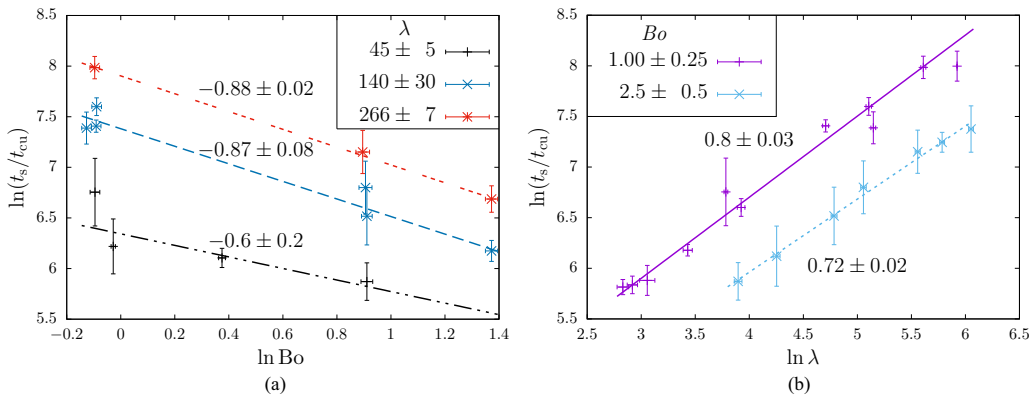 λ
45 ± 5
140 ± 30
266 ± 7
−0.88 ± 0.02
−0.87 ± 0.08
−0.6 ± 0.2
8.5
8
7.5
7
6.5
6
5.5
−0.2
0
0.2
0.4
0.6
0.8
1
1.2
1.4
ln(t_s/t_cu)
ln Bo
(a)
Bo
1.00 ± 0.25
2.5 ± 0.5
0.8 ± 0.03
0.72 ± 0.02
8.5
8
7.5
7
6.5
6
5.5
2.5
3
3.5
4
4.5
5
5.5
6
6.5
ln(t_s/t_cu)
ln λ
(b)